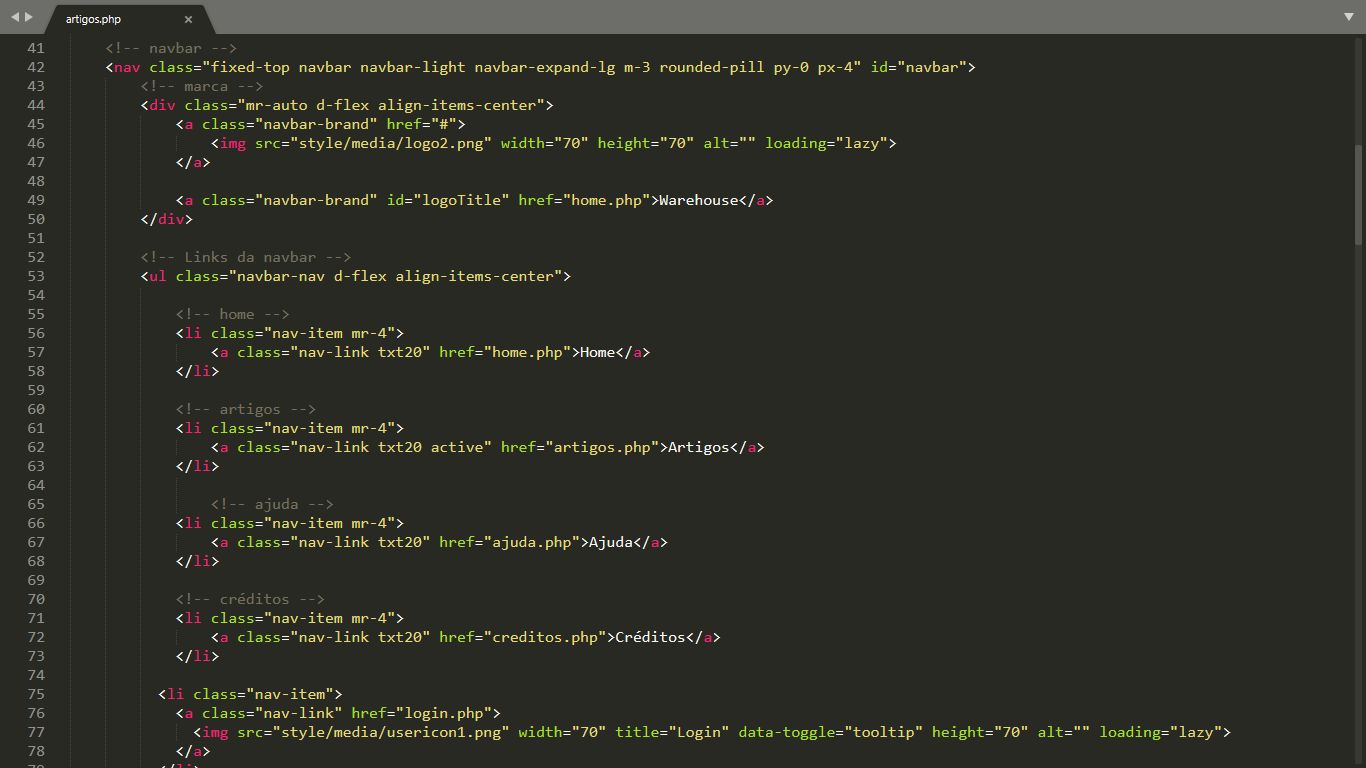 artigos.php
41 <!-- navbar -->
42 <nav class="fixed-top navbar navbar-light navbar-expand-lg m-3 rounded-pill py-0 px-4" id="navbar">
43 <!-- marca -->
44 <div class="mr-auto d-flex align-items-center">
45 <a class="navbar-brand" href="#">
46 <img src="style/media/logo2.png" width="70" height="70" alt="" loading="lazy">
47 </a>
48
49 <a class="navbar-brand" id="logoTitle" href="home.php">Warehouse</a>
50 </div>
51
52 <!-- Links da navbar -->
53 <ul class="navbar-nav d-flex align-items-center">
54
55 <!-- home -->
56 <li class="nav-item mr-4">
57 <a class="nav-link txt20" href="home.php">Home</a>
58 </li>
59
60 <!-- artigos -->
61 <li class="nav-item mr-4">
62 <a class="nav-link txt20 active" href="artigos.php">Artigos</a>
63 </li>
64
65 <!-- ajuda -->
66 <li class="nav-item mr-4">
67 <a class="nav-link txt20" href="ajuda.php">Ajuda</a>
68 </li>
69
70 <!-- créditos -->
71 <li class="nav-item mr-4">
72 <a class="nav-link txt20" href="creditos.php">Créditos</a>
73 </li>
74
75 <li class="nav-item">
76 <a class="nav-link" href="login.php">
77 <img src="style/media/usericon1.png" width="70" title="Login" data-toggle="tooltip" height="70" alt="" loading="lazy">
78 </a>
79 </li>